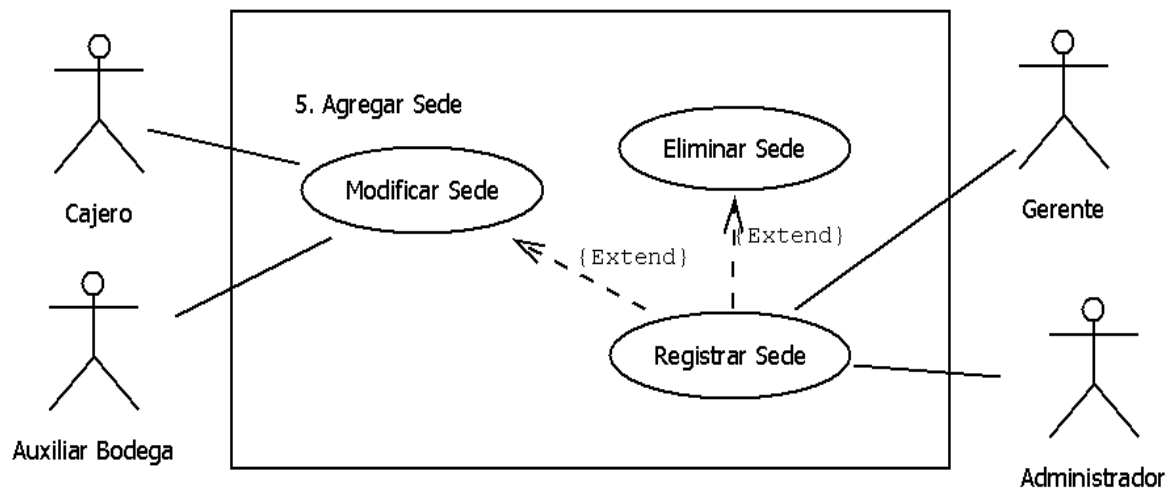 5. Agregar Sede
Eliminar Sede
Modificar Sede
Cajero
Gerente
{Extend}
{Extend}
Registrar Sede
Auxiliar Bodega
Administrador